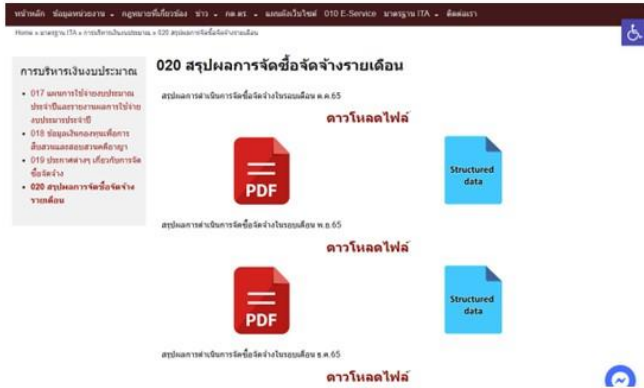 หน้าหลัก ข้อมูลหน่วยงาน กฎหมายที่เกี่ยวข้อง ข่าว กต.ตร. แผนผังเว็บไซต์ O10 E-Service มาตรฐาน ITA ติดต่อเรา
Home » มาตรฐาน ITA » การบริหารเงินงบประมาณ » O20 สรุปผลการจัดซื้อจัดจ้างรายเดือน
การบริหารเงินงบประมาณ
O17 แผนการใช้จ่ายงบประมาณ
ประจำปีและรายงานผลการใช้จ่าย
งบประมาณประจำปี
O18 ข้อมูลเงินกองทุนเพื่อการ
สืบสวนและสอบสวนคดีอาญา
O19 ประกาศต่างๆ เกี่ยวกับการจัด
ซื้อจัดจ้าง
O20 สรุปผลการจัดซื้อจัดจ้าง
รายเดือน
O20 สรุปผลการจัดซื้อจัดจ้างรายเดือน
สรุปผลการดำเนินการจัดซื้อจัดจ้างในรอบเดือน ต.ค.65
ดาวโหลดไฟล์
PDF
Structured
data
สรุปผลการดำเนินการจัดซื้อจัดจ้างในรอบเดือน พ.ย.65
ดาวโหลดไฟล์
PDF
Structured
data
สรุปผลการดำเนินการจัดซื้อจัดจ้างในรอบเดือน ธ.ค.65
ดาวโหลดไฟล์